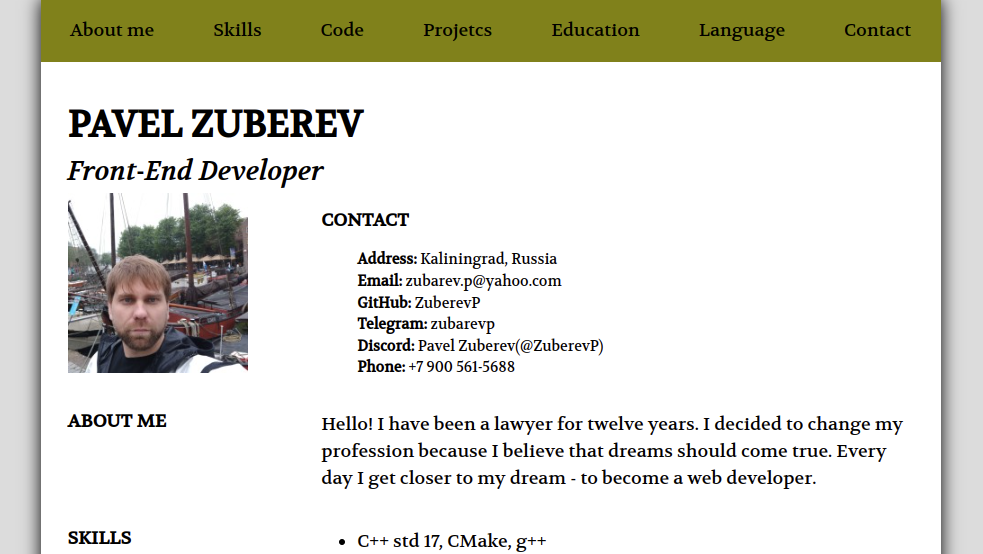 About me Skills Code Projetcs Education Language Contact
PAVEL ZUBEREV
Front-End Developer
CONTACT
Address: Kaliningrad, Russia
Email: zubarev.p@yahoo.com
GitHub: ZuberevP
Telegram: zubarevp
Discord: Pavel Zuberev(@ZuberevP)
Phone: +7 900 561-5688
ABOUT ME
Hello! I have been a lawyer for twelve years. I decided to change my
profession because I believe that dreams should come true. Every
day I get closer to my dream - to become a web developer.
SKILLS
• C++ std 17, CMake, g++